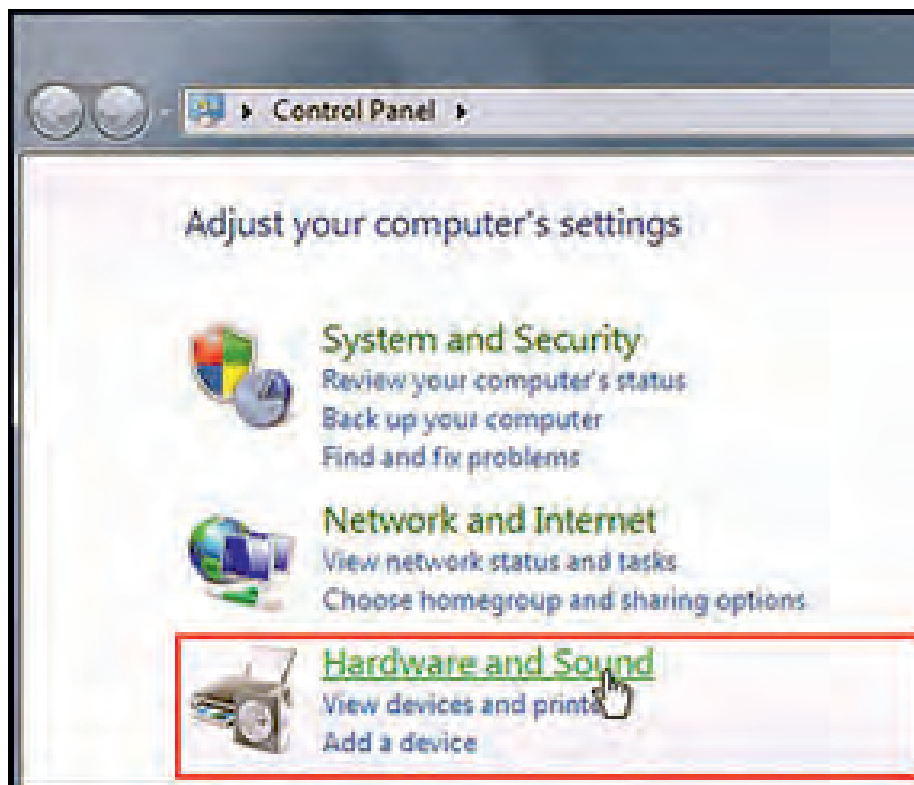 Control Panel
Adjust your computer's settings
System and Security
Review your computer's status
Back up your computer
Find and fix problems
Network and Internet
View network status and tasks
Choose homegroup and sharing options
Hardware and Sound
View devices and
Add a device